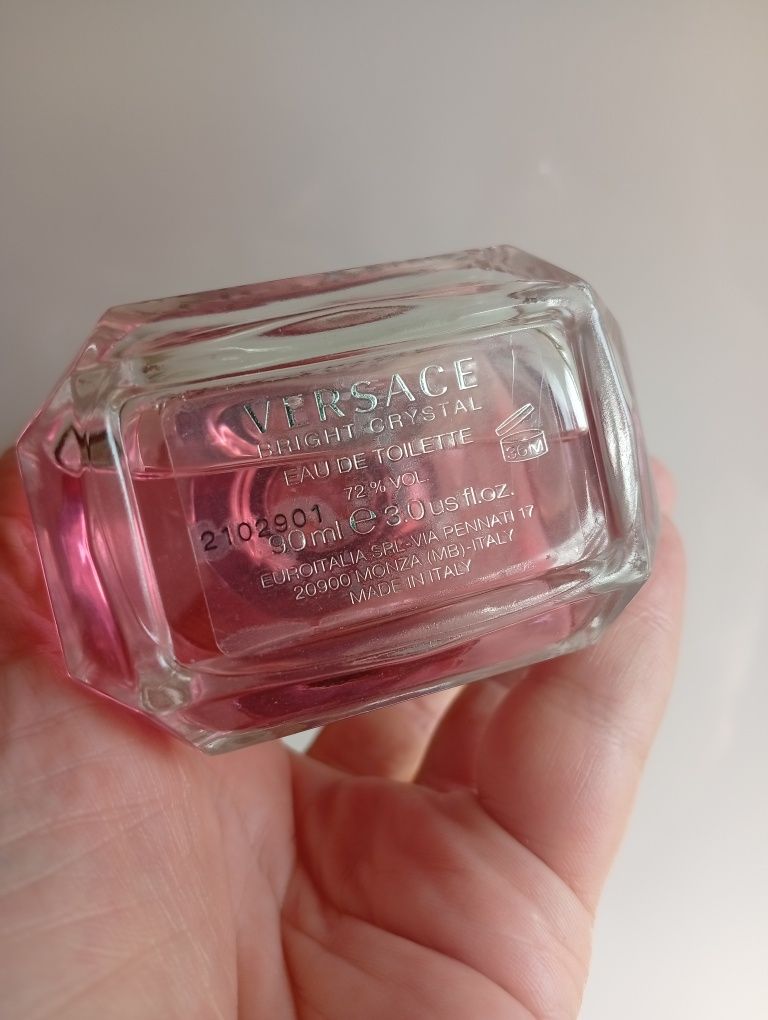 VERSACE
BRIGHT CRYSTAL
EAU DE TOILETTE
36M
72 % VOL.
2102901
90 ml ℮ 3.0 us fl.oz.
EUROITALIA SRL-VIA PENNATI 17
20900 MONZA (MB)-ITALY
MADE IN ITALY